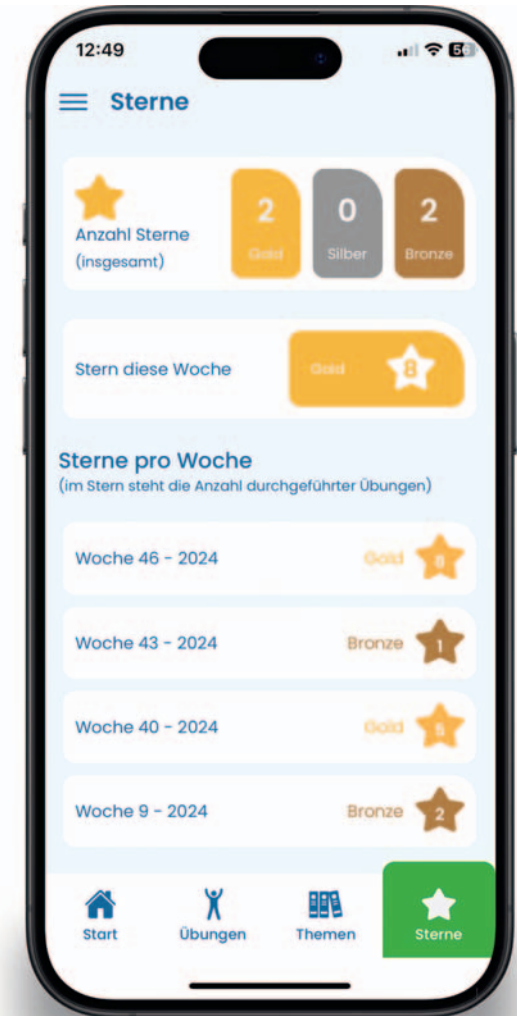 12:49
Sterne
2 0 2
Anzahl Sterne
(insgesamt)
Gold Silber Bronze
Stern diese Woche Gold 8
Sterne pro Woche
(im Stern steht die Anzahl durchgeführter Übungen)
Woche 46 - 2024 Gold 8
Woche 43 - 2024 Bronze 1
Woche 40 - 2024 Gold 5
Woche 9 - 2024 Bronze 2
Start Übungen Themen Sterne